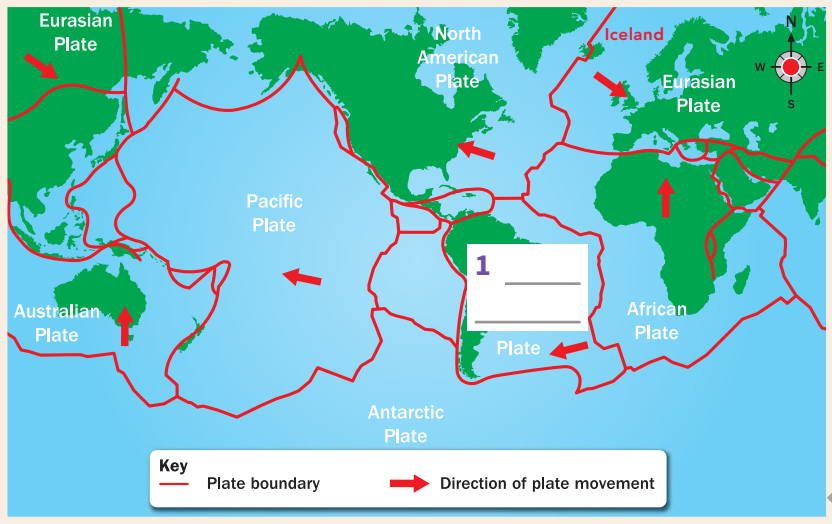 Eurasian
Plate
North
American
Plate
Iceland
N
W
E
S
Eurasian
Plate
Pacific
Plate
1
Australian
Plate
African
Plate
Plate
Antarctic
Plate
Key
Plate boundary
Direction of plate movement